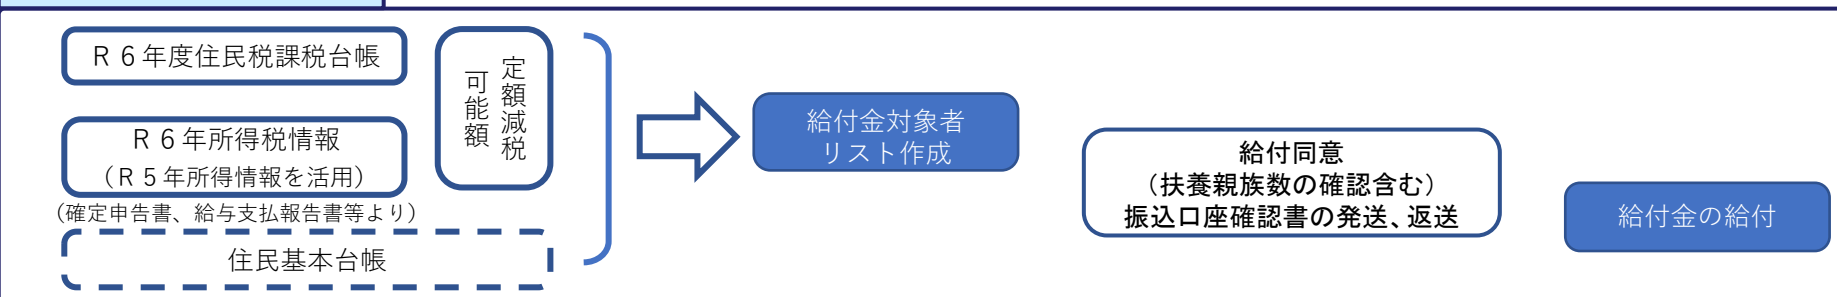 R６年度住民税課税台帳
R６年所得税情報
（R５年所得情報を活用）
（確定申告書、給与支払報告書等より）
住民基本台帳
定額減税
可能額
給付金対象者
リスト作成
給付同意
（扶養親族数の確認含む）
振込口座確認書の発送、返送
給付金の給付